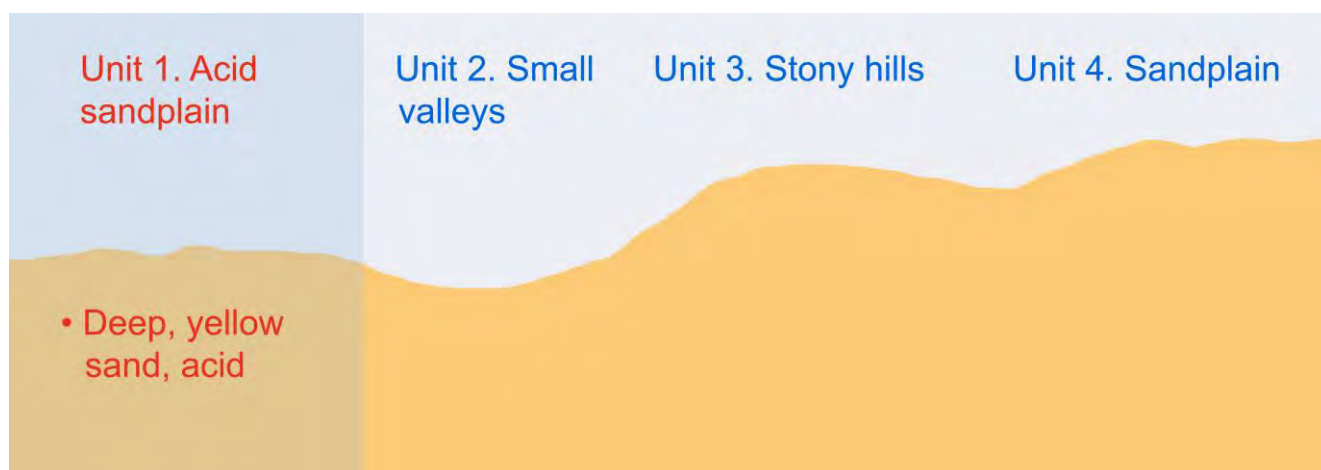 Unit 1. Acid
sandplain
Unit 2. Small
valleys
Unit 3. Stony hills
Unit 4. Sandplain
• Deep, yellow
sand, acid